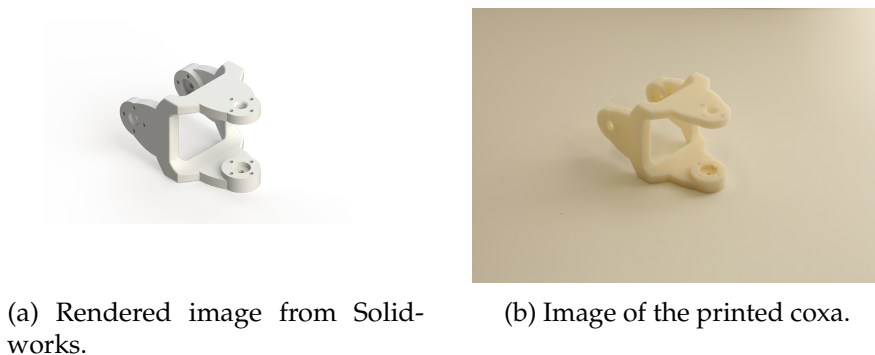 (a) Rendered image from Solid-
works.
(b) Image of the printed coxa.